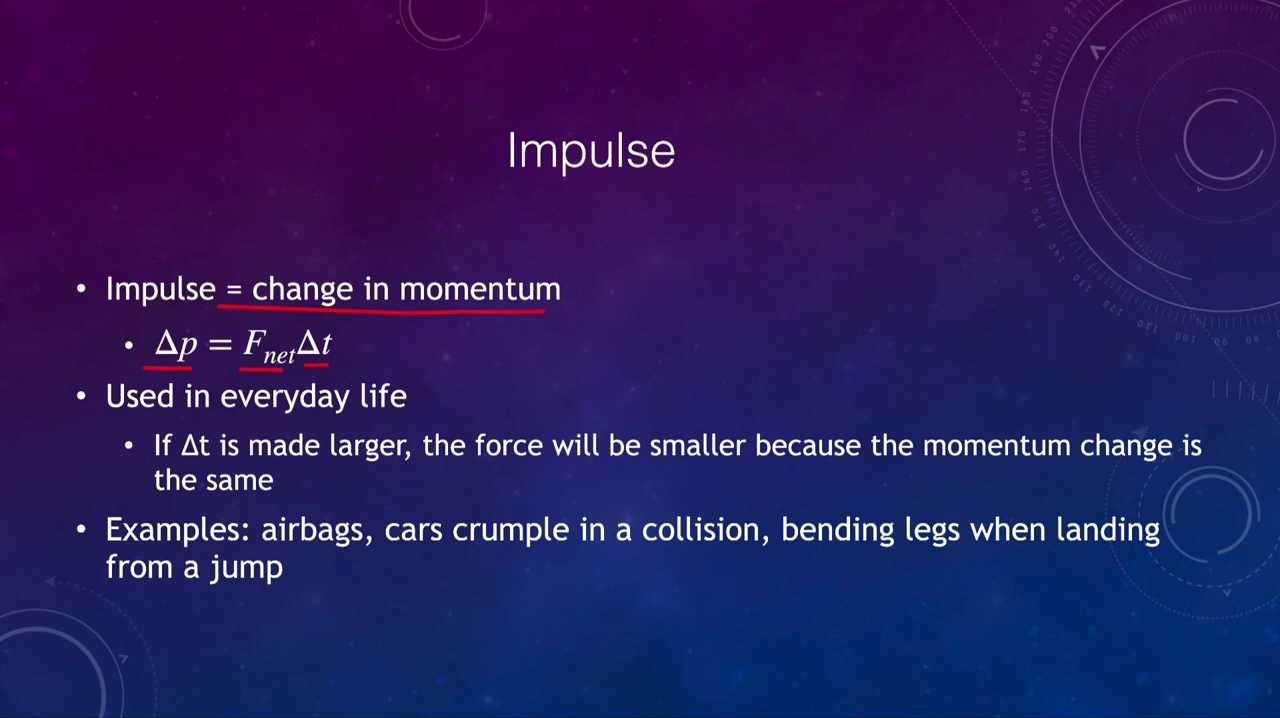 Impulse
• Impulse = change in momentum
• Δp = F_net Δt
• Used in everyday life
• If Δt is made larger, the force will be smaller because the momentum change is
the same
• Examples: airbags, cars crumple in a collision, bending legs when landing
from a jump